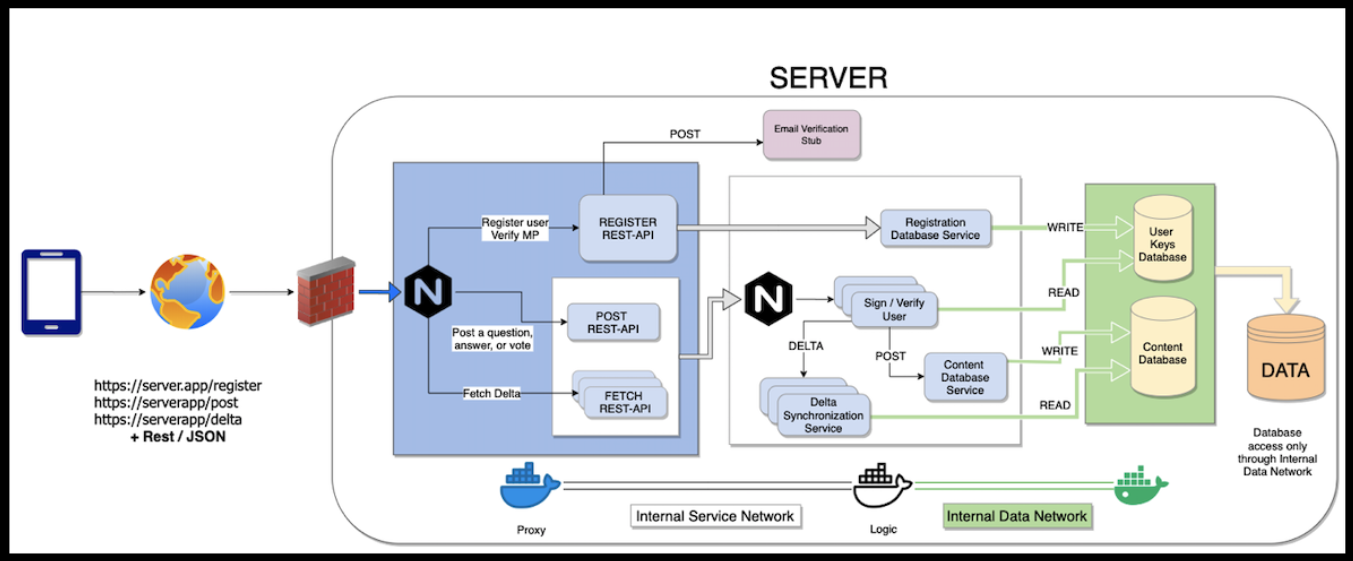 SERVER
Email Verification
Stub
POST
Register user
Verify MP
REGISTER
REST-API
Registration
Database Service
WRITE
User
Keys
Database
READ
N
N
POST
REST-API
Post a question,
answer, or vote
Sign / Verify
User
DELTA
POST
WRITE
Content
Database
Content
Database
Service
Fetch Delta
FETCH
REST-API
Delta
Synchronization
Service
READ
DATA
Database
access only
through Internal
Data Network
https://server.app/register
https://serverapp/post
https://serverapp/delta
+ Rest / JSON
Proxy
Internal Service Network
Logic
Internal Data Network